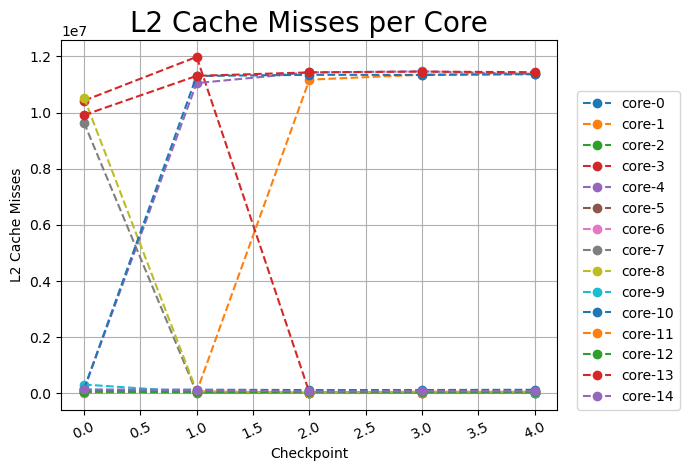 L2 Cache Misses per Core
1e7
1.2
1.0
0.8
0.6
0.4
0.2
0.0
L2 Cache Misses
0.0 0.5 1.0 1.5 2.0 2.5 3.0 3.5 4.0
Checkpoint
core-0
core-1
core-2
core-3
core-4
core-5
core-6
core-7
core-8
core-9
core-10
core-11
core-12
core-13
core-14